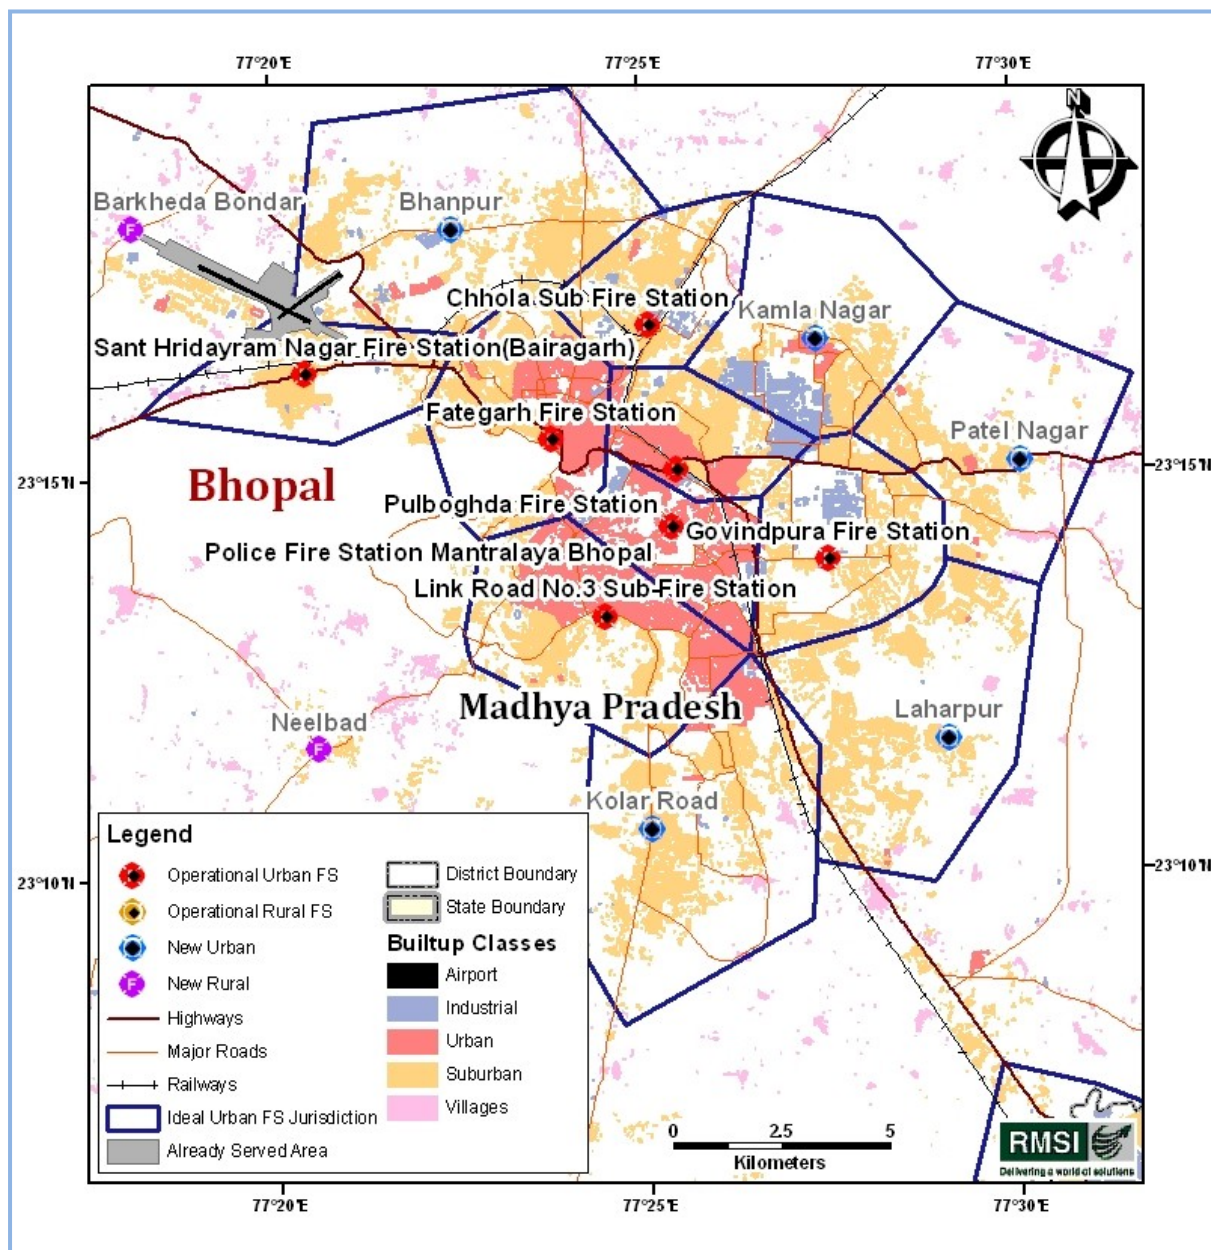 77°20'E 77°25'E 77°30'E
N
Barkheda Bondar
Bhanpur
F
Chhola Sub Fire Station
Kamla Nagar
Sant Hridayram Nagar Fire Station(Bairagarh)
Fategarh Fire Station
Patel Nagar
23°15'N
23°15'N
Bhopal
Pulboghda Fire Station
Govindpura Fire Station
Police Fire Station Mantralaya Bhopal
Link Road No.3 Sub-Fire Station
Madhya Pradesh
Neelbad
F
Laharpur
Kolar Road
23°10'N
23°10'N
Legend
Operational Urban FS
Operational Rural FS
New Urban
F New Rural
Highways
Major Roads
Railways
Ideal Urban FS Jurisdiction
Already Served Area
District Boundary
State Boundary
Builtup Classes
Airport
Industrial
Urban
Suburban
Villages
0 2.5 5
Kilometers
RMSI
Delivering a world of solutions
77°20'E 77°25'E 77°30'E